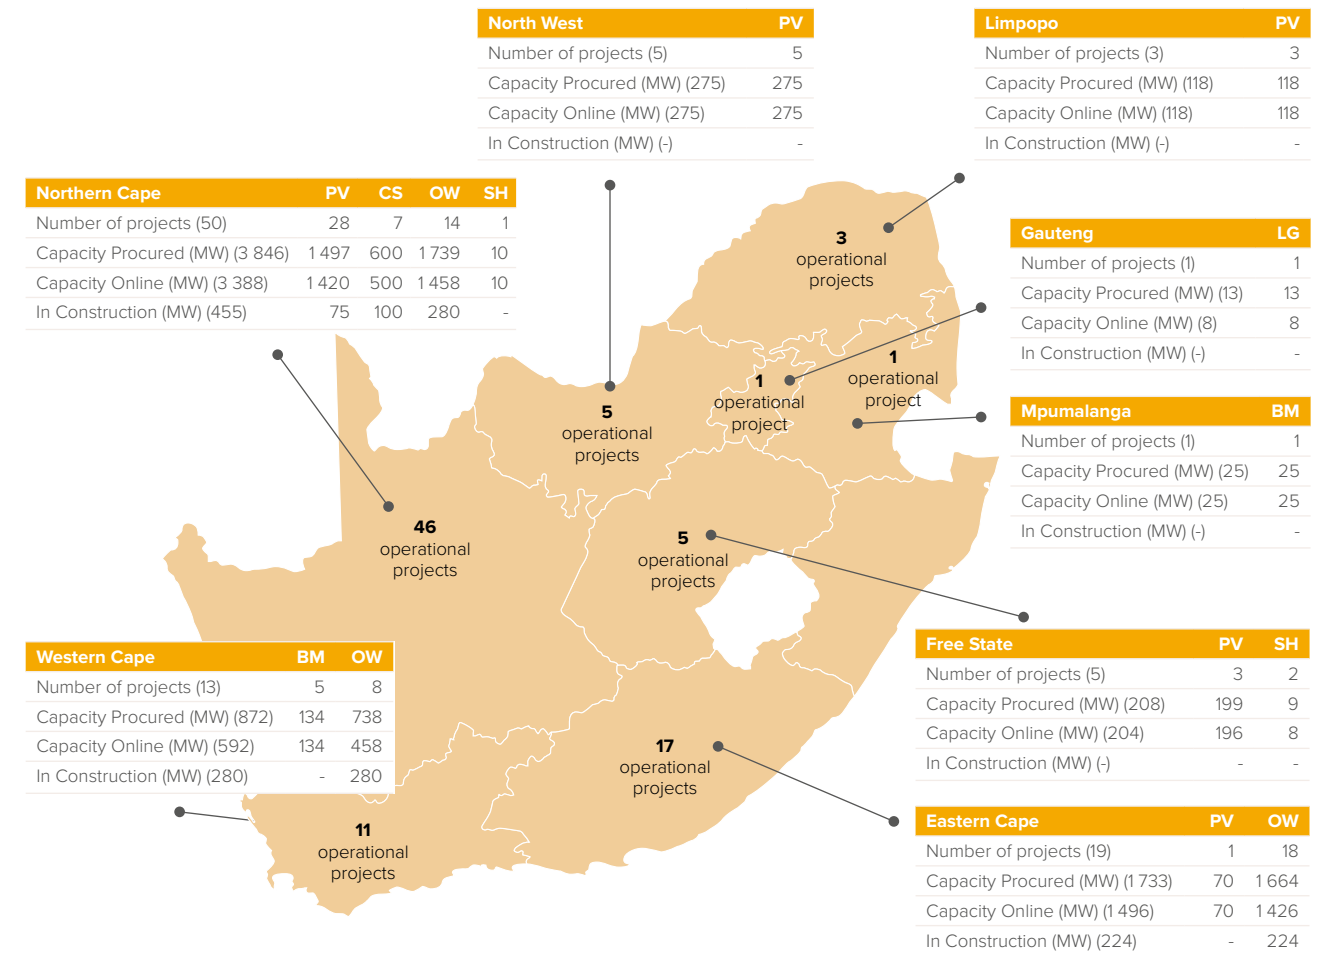 North West PV
Number of projects (5) 5
Capacity Procured (MW) (275) 275
Capacity Online (MW) (275) 275
In Construction (MW) (-) -
Limpopo PV
Number of projects (3) 3
Capacity Procured (MW) (118) 118
Capacity Online (MW) (118) 118
In Construction (MW) (-) -
Northern Cape PV CS OW SH
Number of projects (50) 28 7 14 1
Capacity Procured (MW) (3 846) 1 497 600 1 739 10
Capacity Online (MW) (3 388) 1 420 500 1 458 10
In Construction (MW) (455) 75 100 280 -
Gauteng LG
Number of projects (1) 1
Capacity Procured (MW) (13) 13
Capacity Online (MW) (8) 8
In Construction (MW) (-) -
Mpumalanga BM
Number of projects (1) 1
Capacity Procured (MW) (25) 25
Capacity Online (MW) (25) 25
In Construction (MW) (-) -
3
operational
projects
1
operational
project
1
operational
project
5
operational
projects
46
operational
projects
5
operational
projects
Western Cape BM OW
Number of projects (13) 5 8
Capacity Procured (MW) (872) 134 738
Capacity Online (MW) (592) 134 458
In Construction (MW) (280) - 280
Free State PV SH
Number of projects (5) 3 2
Capacity Procured (MW) (208) 199 9
Capacity Online (MW) (204) 196 8
In Construction (MW) (-) - -
17
operational
projects
11
operational
projects
Eastern Cape PV OW
Number of projects (19) 1 18
Capacity Procured (MW) (1 733) 70 1 664
Capacity Online (MW) (1 496) 70 1 426
In Construction (MW) (224) - 224